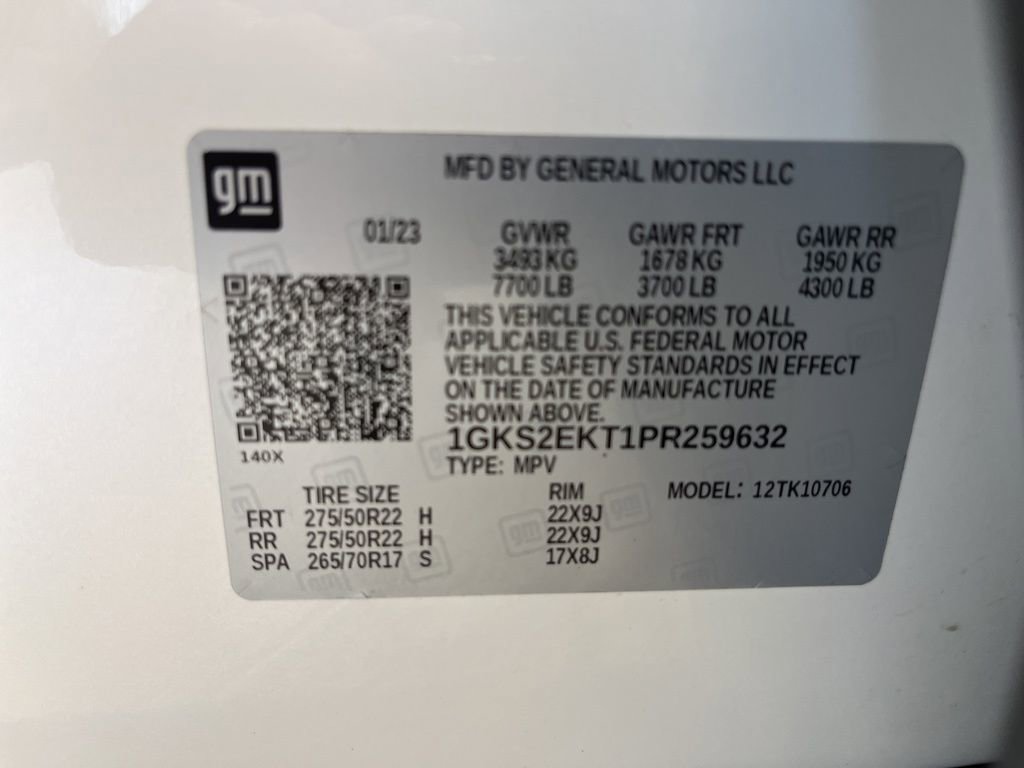 gm
MFD BY GENERAL MOTORS LLC
01/23 GVWR GAWR FRT GAWR RR
3493 KG 1678 KG 1950 KG
7700 LB 3700 LB 4300 LB
THIS VEHICLE CONFORMS TO ALL
APPLICABLE U.S. FEDERAL MOTOR
VEHICLE SAFETY STANDARDS IN EFFECT
ON THE DATE OF MANUFACTURE
SHOWN ABOVE.
1GKS2EKT1PR259632
140X
TYPE: MPV
TIRE SIZE RIM MODEL: 12TK10706
FRT 275/50R22 H 22X9J
RR 275/50R22 H 22X9J
SPA 265/70R17 S 17X8J